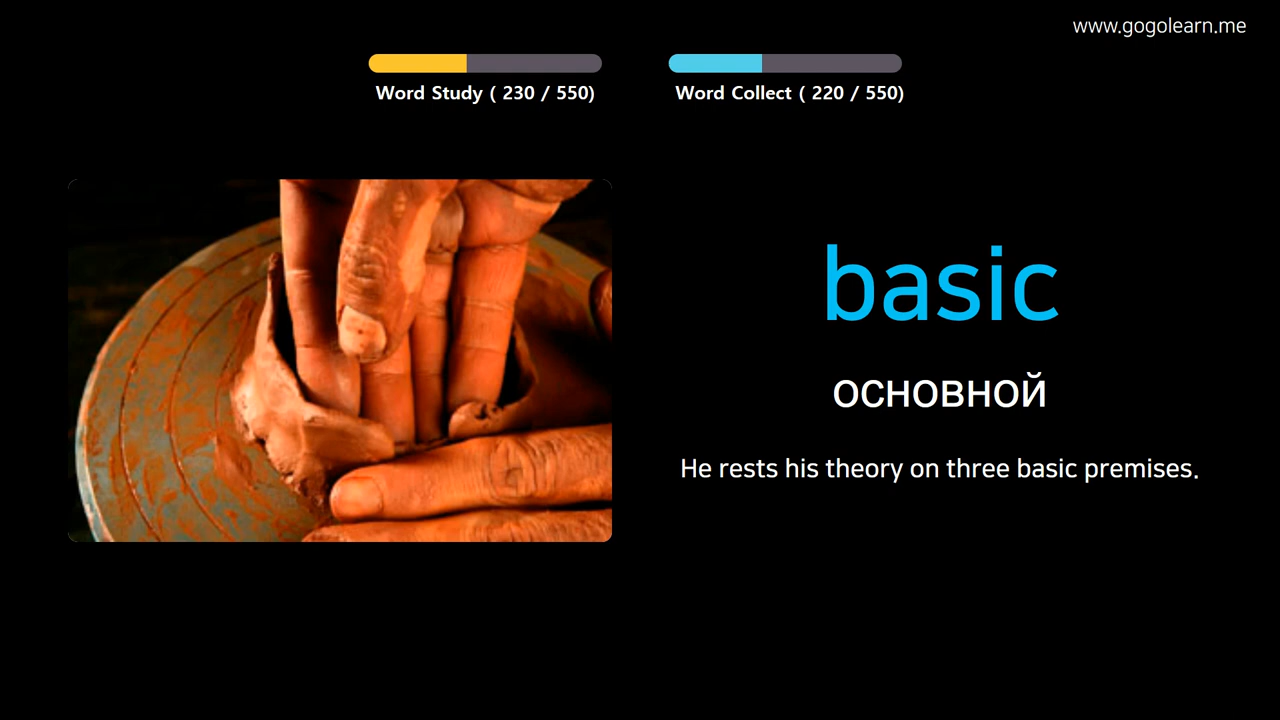 www.gogolearn.me
Word Study ( 230 / 550)
Word Collect ( 220 / 550)
basic
основной
He rests his theory on three basic premises.